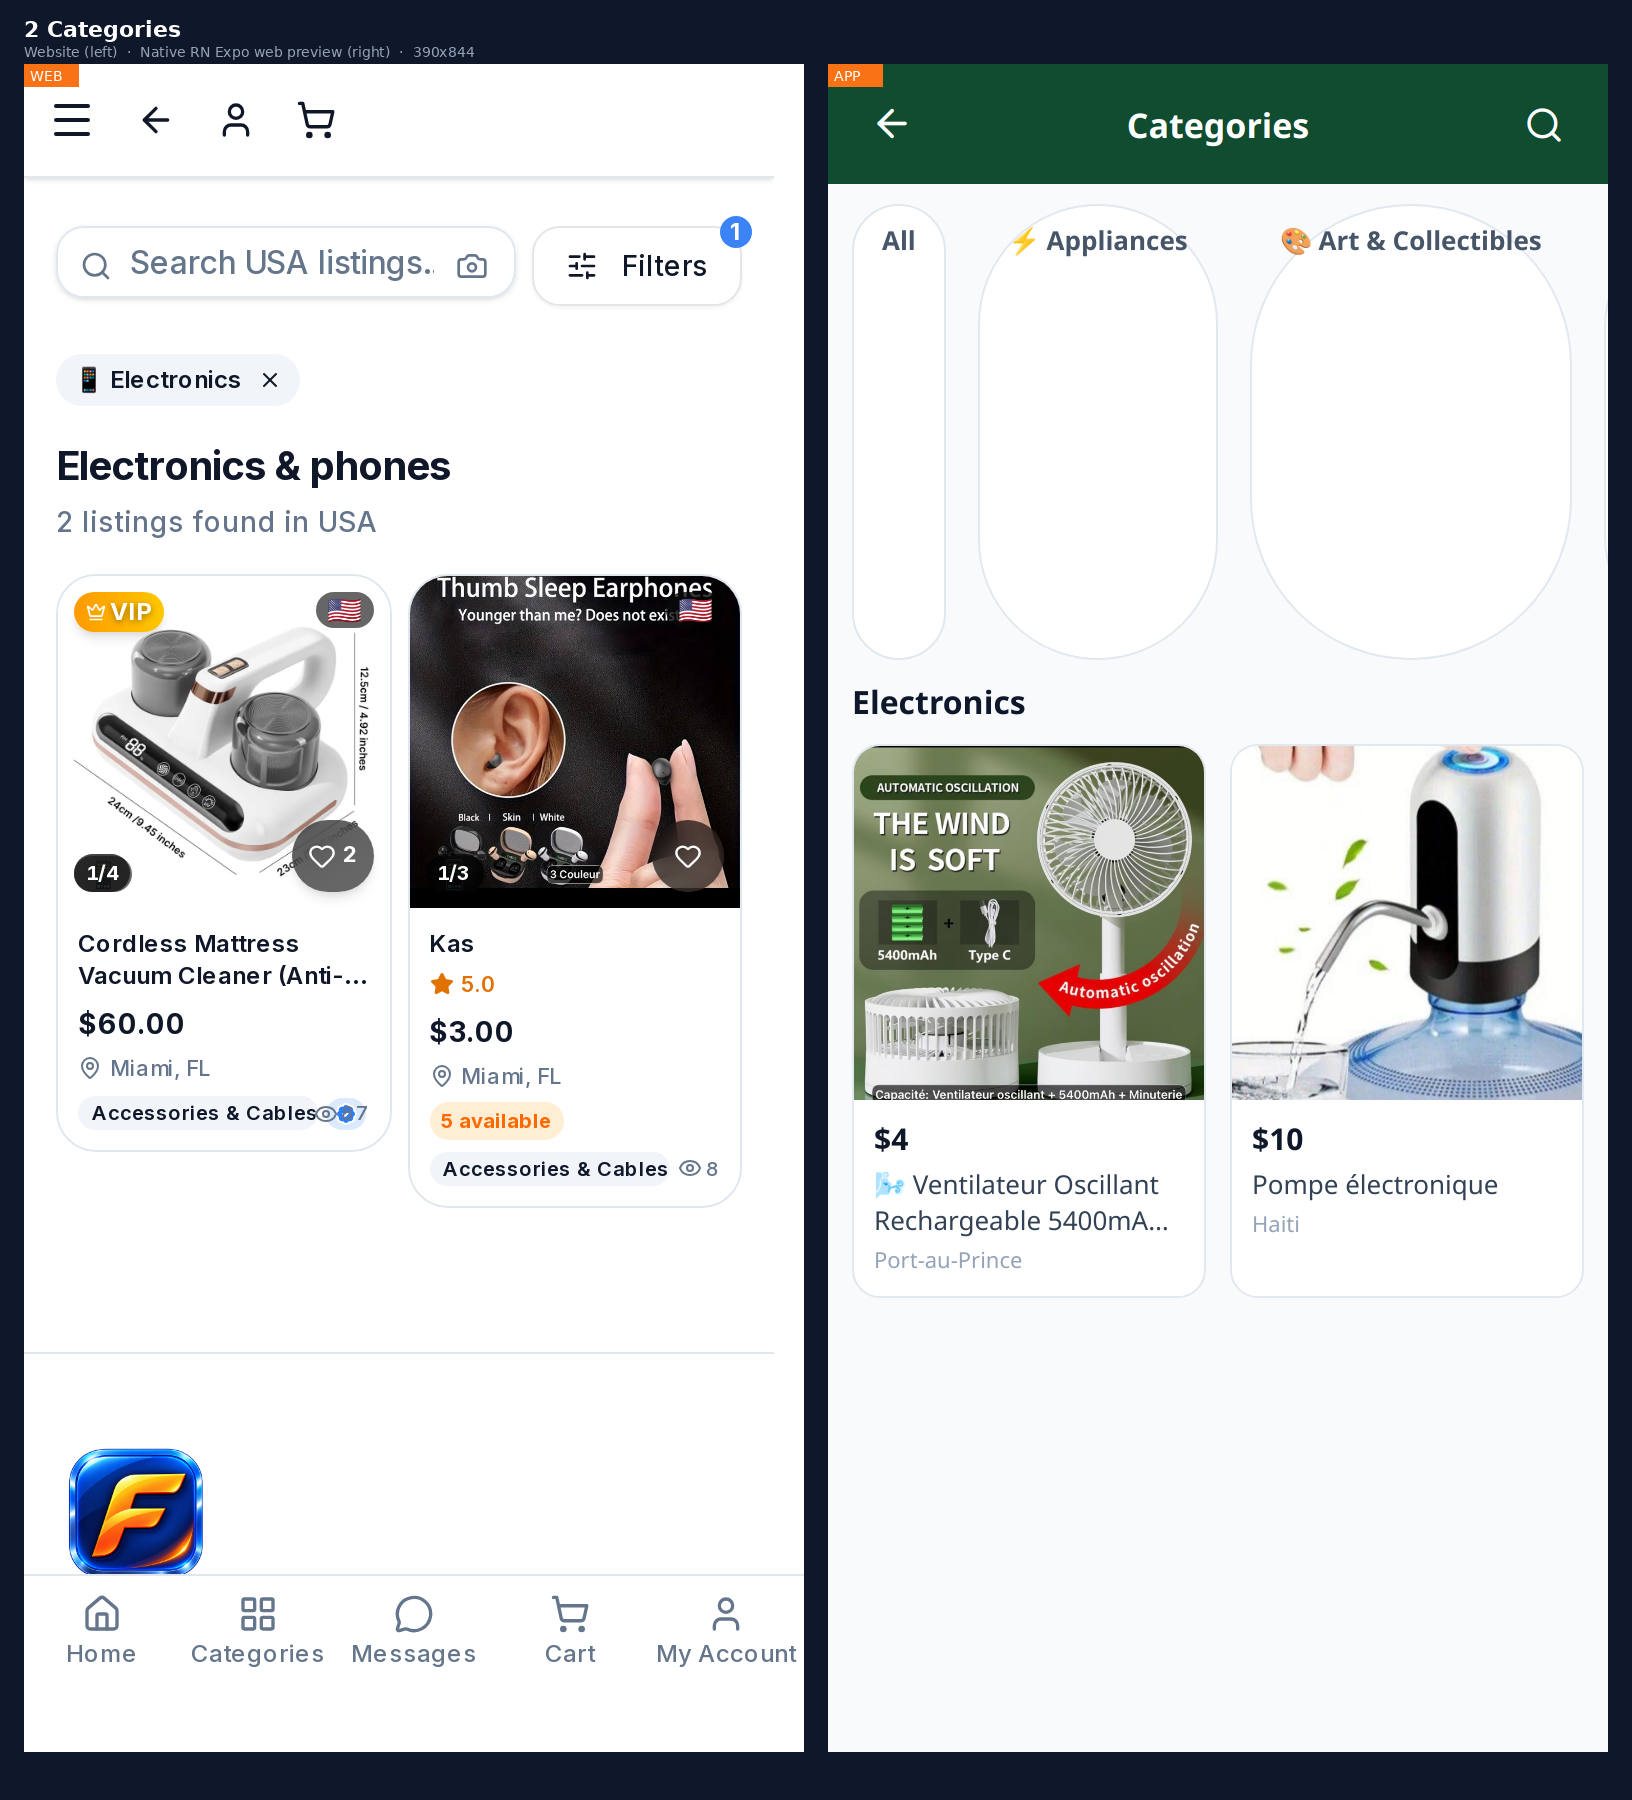 2 Categories
Website (left) · Native RN Expo web preview (right) · 390x844
WEB
Search USA listings..
Filters
1
Electronics
Electronics & phones
2 listings found in USA
VIP
12.5cm / 4.92 inches
24cm /9.45 inches
1/4
2
Cordless Mattress
Vacuum Cleaner (Anti-...
$60.00
Miami, FL
Accessories & Cables
Thumb Sleep Earphones
Younger than me? Does not exist
Black | Skin | White
1/3
3 Couleur
Kas
5.0
$3.00
Miami, FL
5 available
Accessories & Cables
8
Home
Categories
Messages
Cart
My Account
APP
Categories
All
Appliances
Art & Collectibles
Electronics
AUTOMATIC OSCILLATION
THE WIND
IS SOFT
5400mAh
+
Type C
Automatic oscillation
Capacité: Ventilateur oscillant + 5400mAh + Minuterie
$4
Ventilateur Oscillant
Rechargeable 5400mA...
Port-au-Prince
$10
Pompe électronique
Haiti